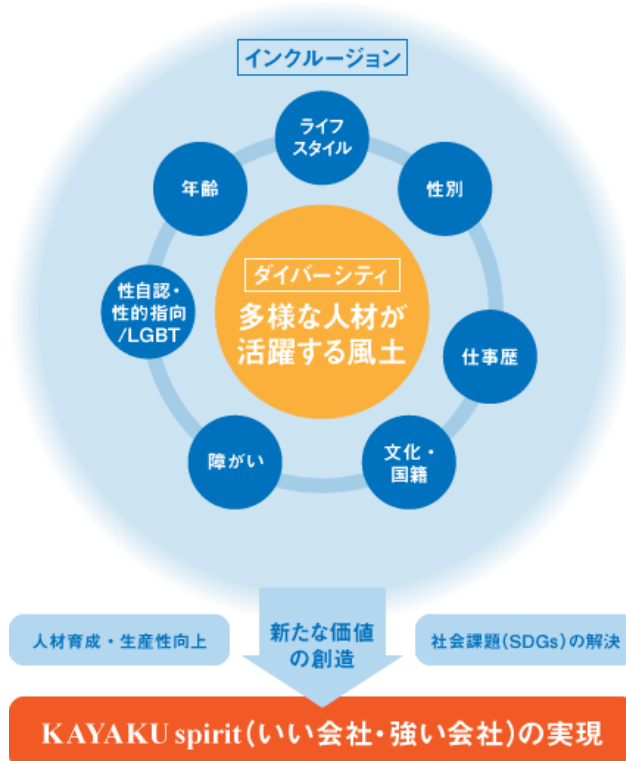 インクルージョン
ライフ
スタイル
年齢
性別
ダイバーシティ
多様な人材が
活躍する風土
性自認・
性的指向
/LGBT
仕事歴
障がい
文化・
国籍
人材育成・生産性向上
新たな価値
の創造
社会課題(SDGs)の解決
KAYAKU spirit(いい会社・強い会社)の実現